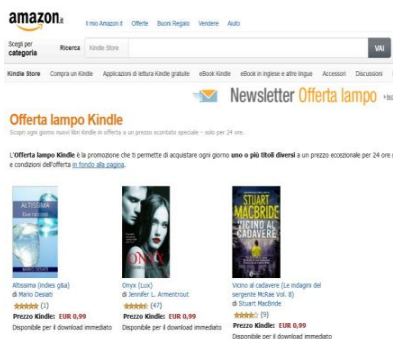 amazon.it
Il mio Amazon.it Offerte Buoni Regalo Vendere Aiuto
Scegli per
categoria
Ricerca Kindle Store VAI
Kindle Store Compra un Kindle Applicazioni di lettura Kindle gratuite eBook Kindle eBook in inglese e altre lingue Accessori Discussioni
Newsletter Offerta lampo
Offerta lampo Kindle
Scopri ogni giorno nuovi libri Kindle in offerta a un prezzo scontato speciale - solo per 24 ore.
L'Offerta lampo Kindle è la promozione che ti permette di acquistare ogni giorno uno o più titoli diversi a un prezzo eccezionale per 24 ore
e condizioni dell'offerta in fondo alla pagina.
ALTISSIMA
MARIO DESIATI
ONYX
STUART
MACBRIDE
VICINO AL
CADAVERE
Altissima (Indies g&a)
di Mario Desiati
(1)
Prezzo Kindle: EUR 0,99
Disponibile per il download immediato
Onyx (Lux)
di Jennifer L. Armentrout
(47)
Prezzo Kindle: EUR 0,99
Disponibile per il download immediato
Vicino al cadavere (Le indagini del
sergente McRae Vol. 8)
di Stuart MacBride
(9)
Prezzo Kindle: EUR 0,99
Disponibile per il download immediato